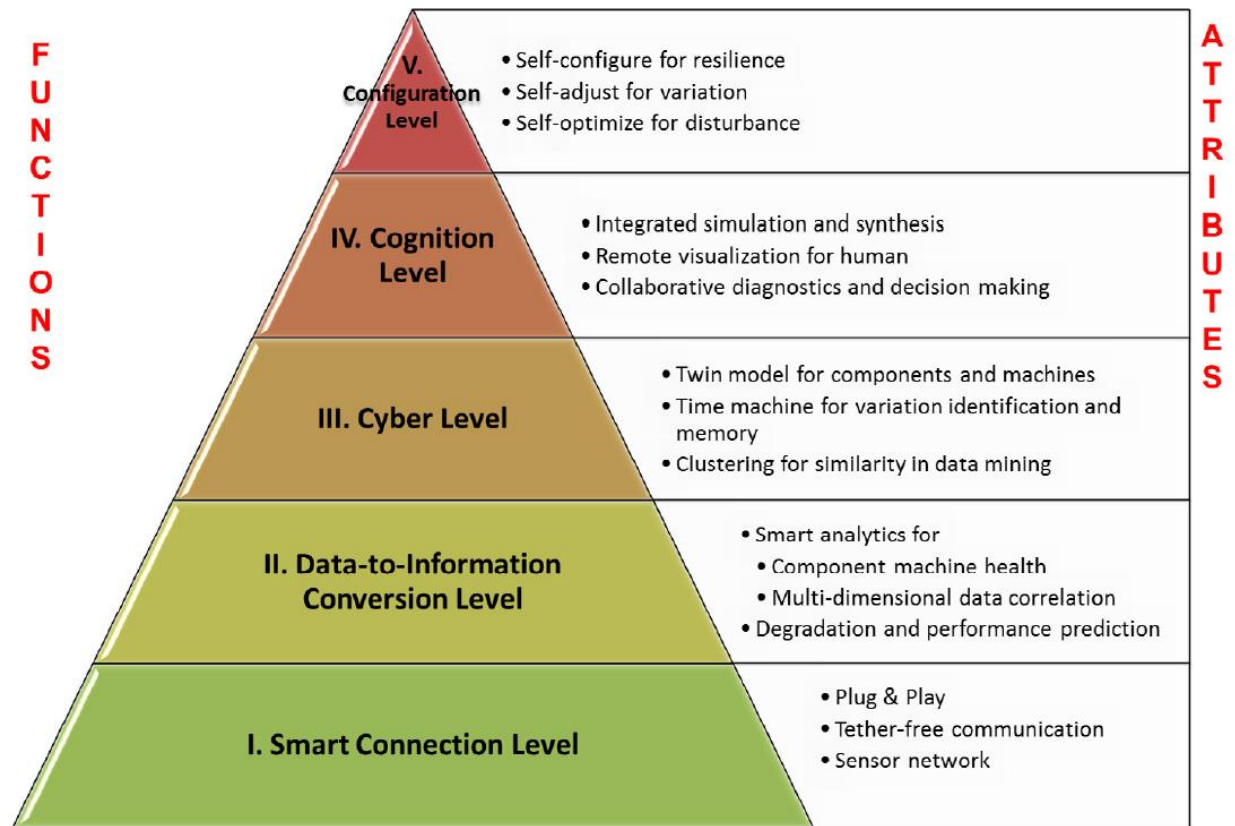 FUNCTIONS
ATTRIBUTES
V.
Configuration
Level
• Self-configure for resilience
• Self-adjust for variation
• Self-optimize for disturbance
IV. Cognition
Level
• Integrated simulation and synthesis
• Remote visualization for human
• Collaborative diagnostics and decision making
III. Cyber Level
• Twin model for components and machines
• Time machine for variation identification and
memory
• Clustering for similarity in data mining
II. Data-to-Information
Conversion Level
• Smart analytics for
• Component machine health
• Multi-dimensional data correlation
• Degradation and performance prediction
I. Smart Connection Level
• Plug & Play
• Tether-free communication
• Sensor network